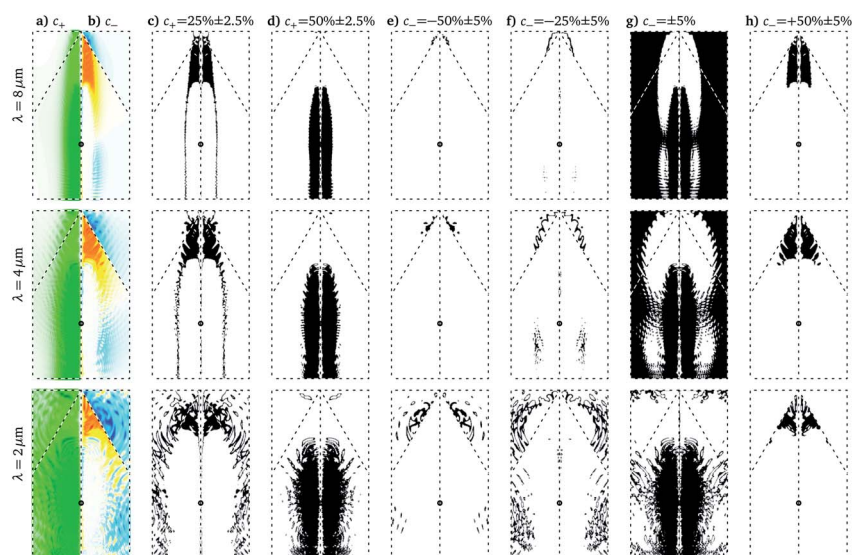 a) c₊ b) c₋ c) c₊=25%±2.5% d) c₊=50%±2.5% e) c₋=−50%±5% f) c₋=−25%±5% g) c₋=±5% h) c₋=+50%±5%
λ = 8 μm
λ = 4 μm
λ = 2 μm